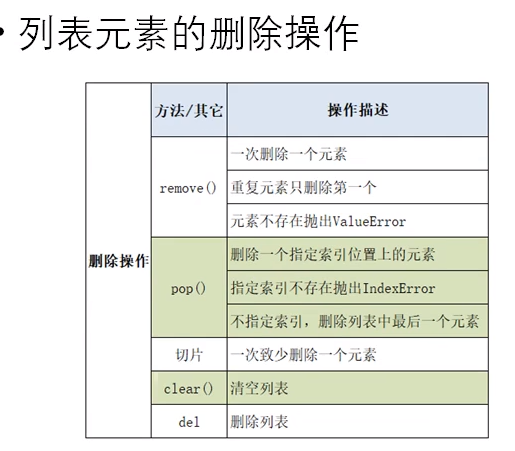 • 列表元素的删除操作
方法/其它 操作描述
删除操作
remove()
一次删除一个元素
重复元素只删除第一个
元素不存在抛出ValueError
pop()
删除一个指定索引位置上的元素
指定索引不存在抛出IndexError
不指定索引，删除列表中最后一个元素
切片 一次致少删除一个元素
clear() 清空列表
del 删除列表